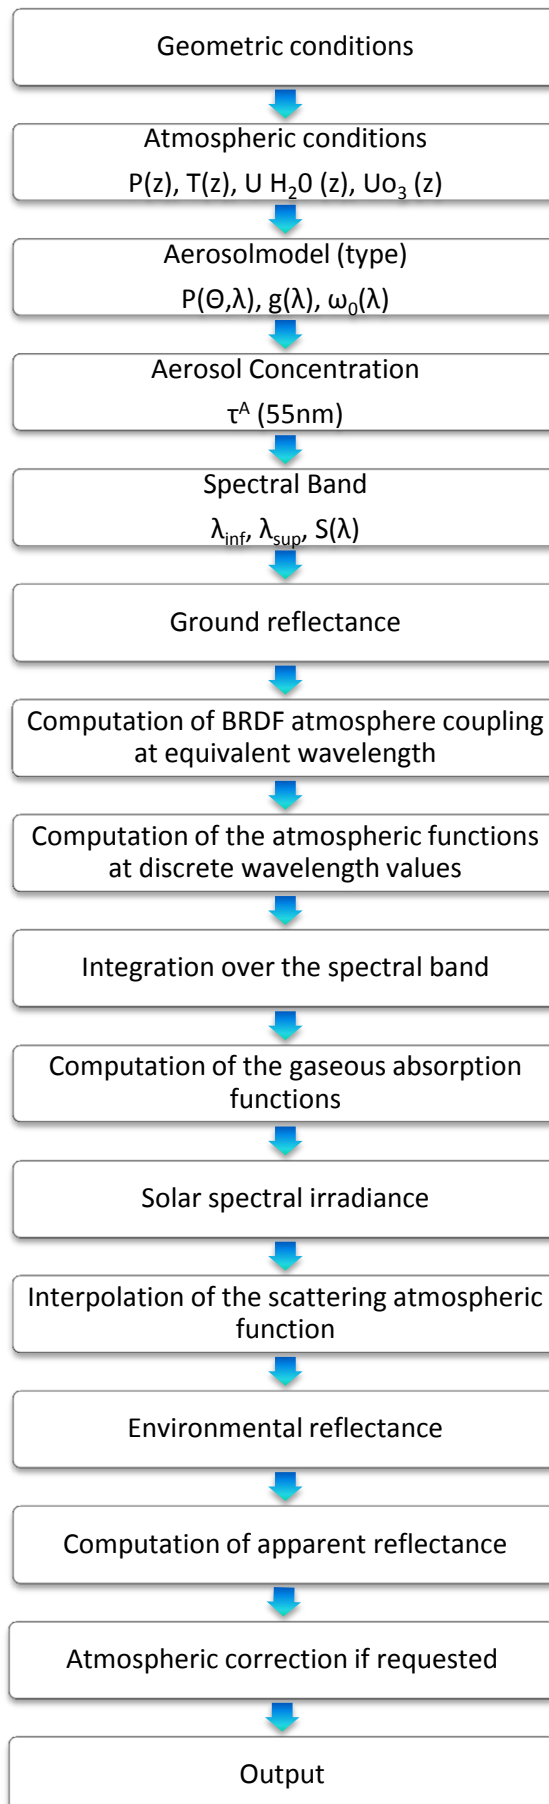 Geometric conditions
Atmospheric conditions
P(z), T(z), U H₂0 (z), Uo₃ (z)
Aerosolmodel (type)
P(Θ,λ), g(λ), ω₀(λ)
Aerosol Concentration
τᴬ (55nm)
Spectral Band
λinf, λsup, S(λ)
Ground reflectance
Computation of BRDF atmosphere coupling
at equivalent wavelength
Computation of the atmospheric functions
at discrete wavelength values
Integration over the spectral band
Computation of the gaseous absorption
functions
Solar spectral irradiance
Interpolation of the scattering atmospheric
function
Environmental reflectance
Computation of apparent reflectance
Atmospheric correction if requested
Output